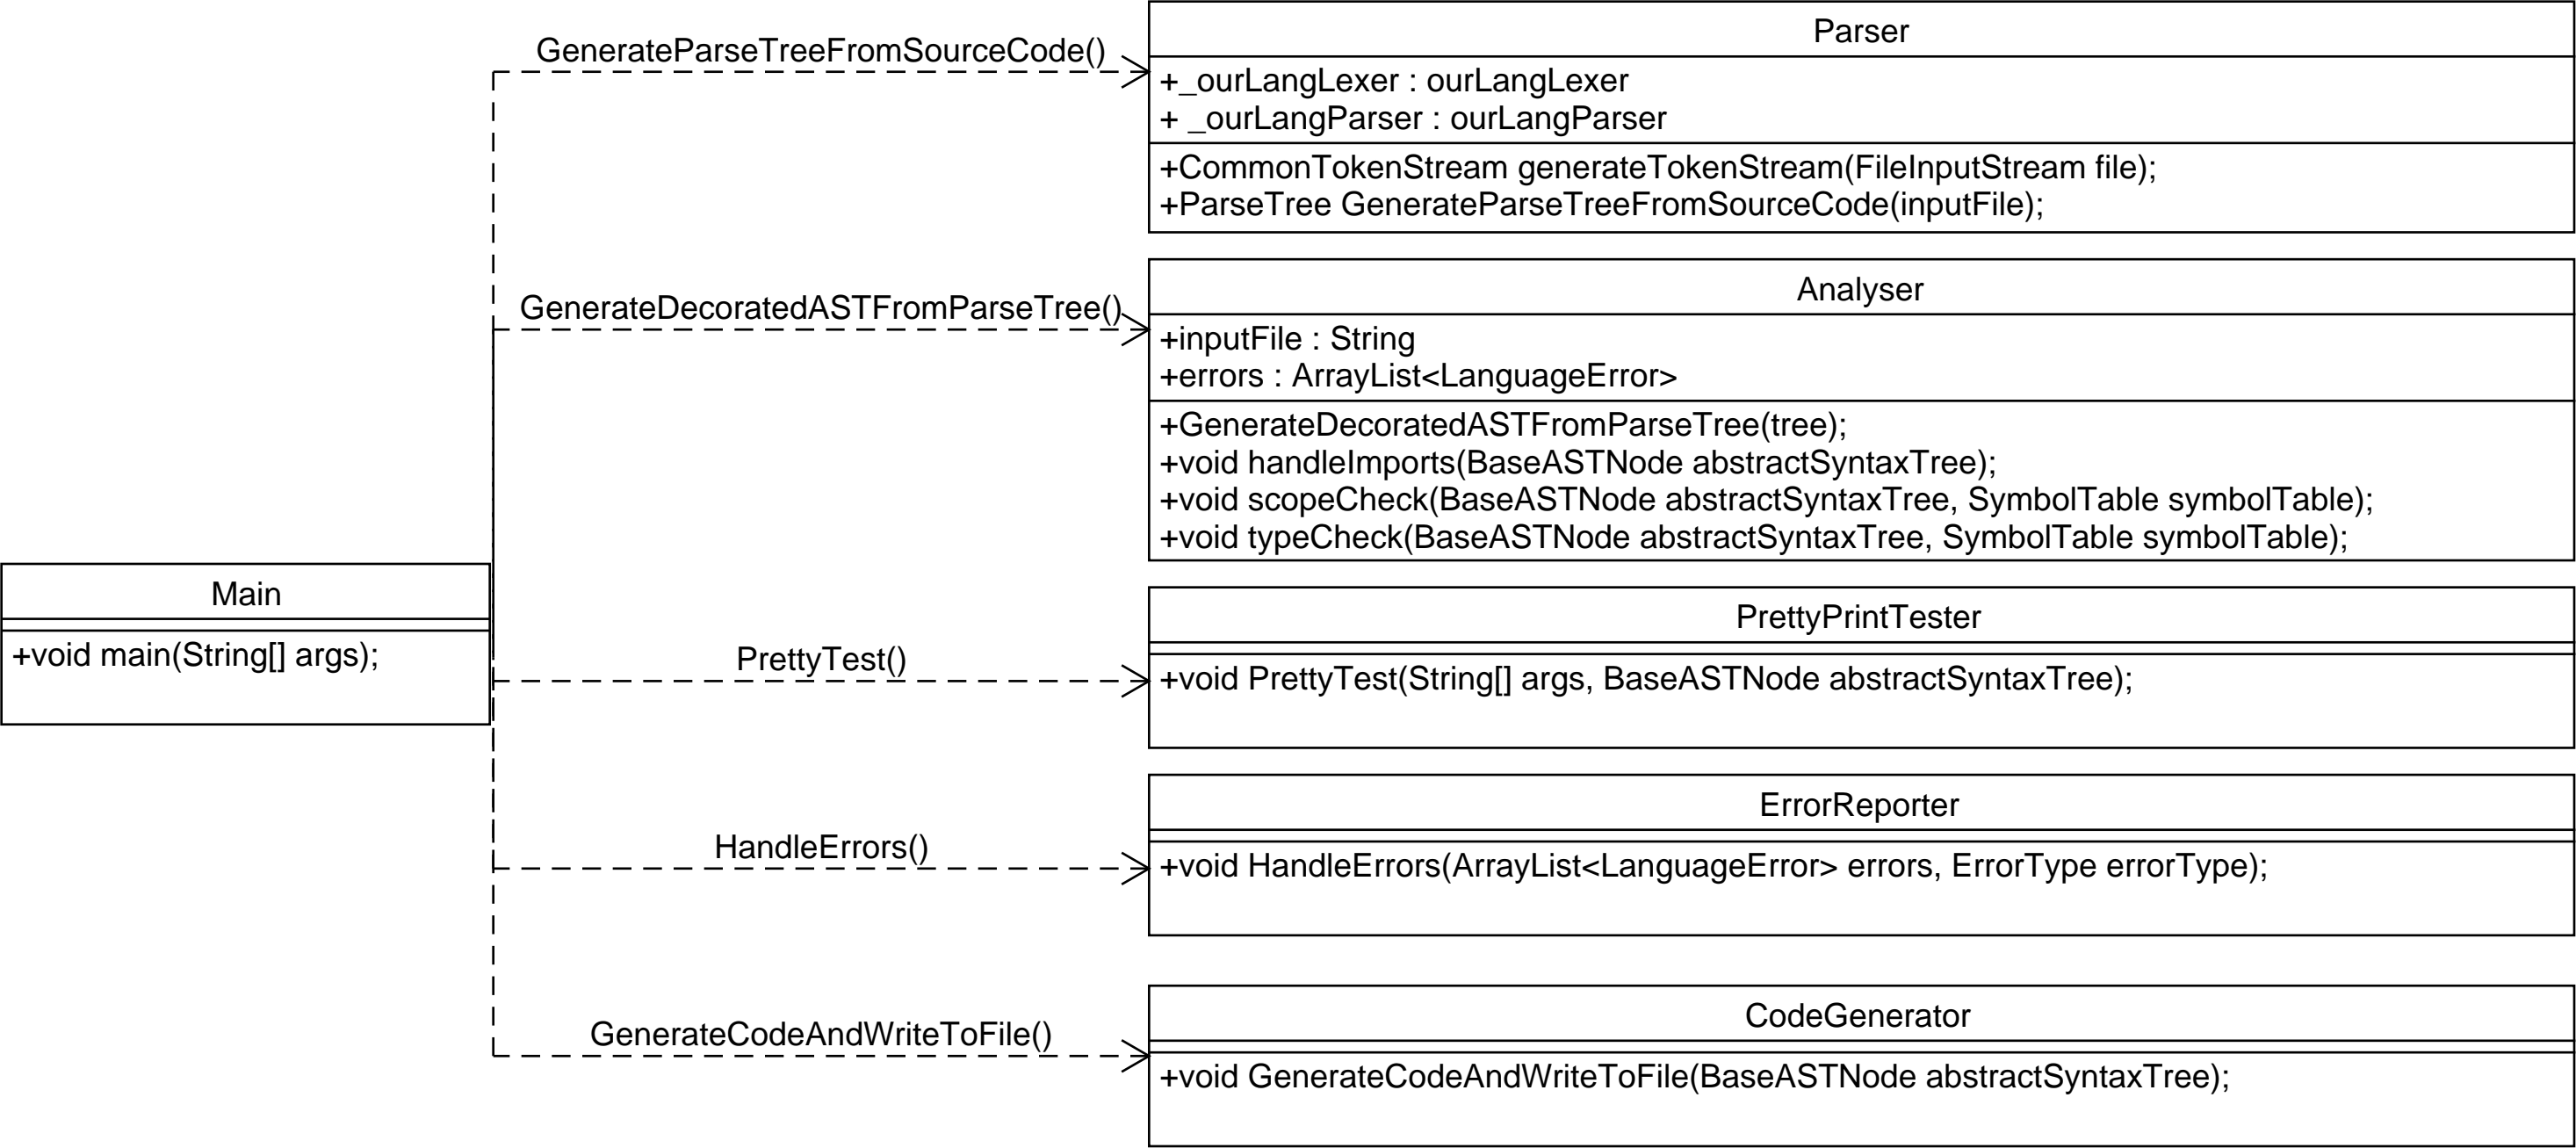 Main
+void main(String[] args);
GenerateParseTreeFromSourceCode()
Parser
+_ourLangLexer : ourLangLexer
+ _ourLangParser : ourLangParser
+CommonTokenStream generateTokenStream(FileInputStream file);
+ParseTree GenerateParseTreeFromSourceCode(inputFile);
GenerateDecoratedASTFromParseTree()
Analyser
+inputFile : String
+errors : ArrayList<LanguageError>
+GenerateDecoratedASTFromParseTree(tree);
+void handleImports(BaseASTNode abstractSyntaxTree);
+void scopeCheck(BaseASTNode abstractSyntaxTree, SymbolTable symbolTable);
+void typeCheck(BaseASTNode abstractSyntaxTree, SymbolTable symbolTable);
PrettyTest()
PrettyPrintTester
+void PrettyTest(String[] args, BaseASTNode abstractSyntaxTree);
HandleErrors()
ErrorReporter
+void HandleErrors(ArrayList<LanguageError> errors, ErrorType errorType);
GenerateCodeAndWriteToFile()
CodeGenerator
+void GenerateCodeAndWriteToFile(BaseASTNode abstractSyntaxTree);